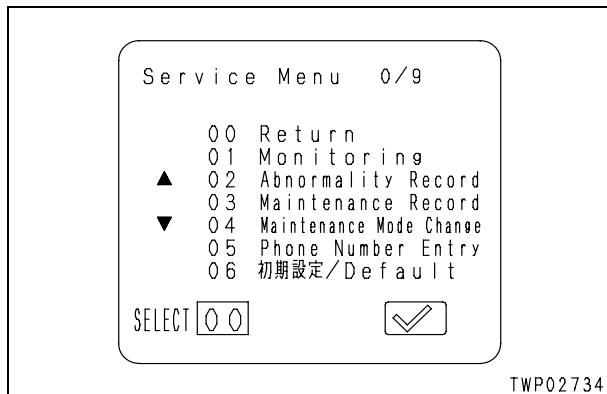 Service Menu 0/9
00 Return
01 Monitoring
▲ 02 Abnormality Record
03 Maintenance Record
▼ 04 Maintenance Mode Change
05 Phone Number Entry
06 初期設定/Default
SELECT 00
TWP02734